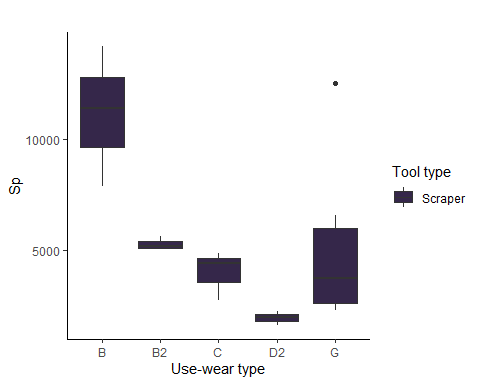 Sp
10000
5000
B B2 C D2 G
Use-wear type
Tool type
Scraper